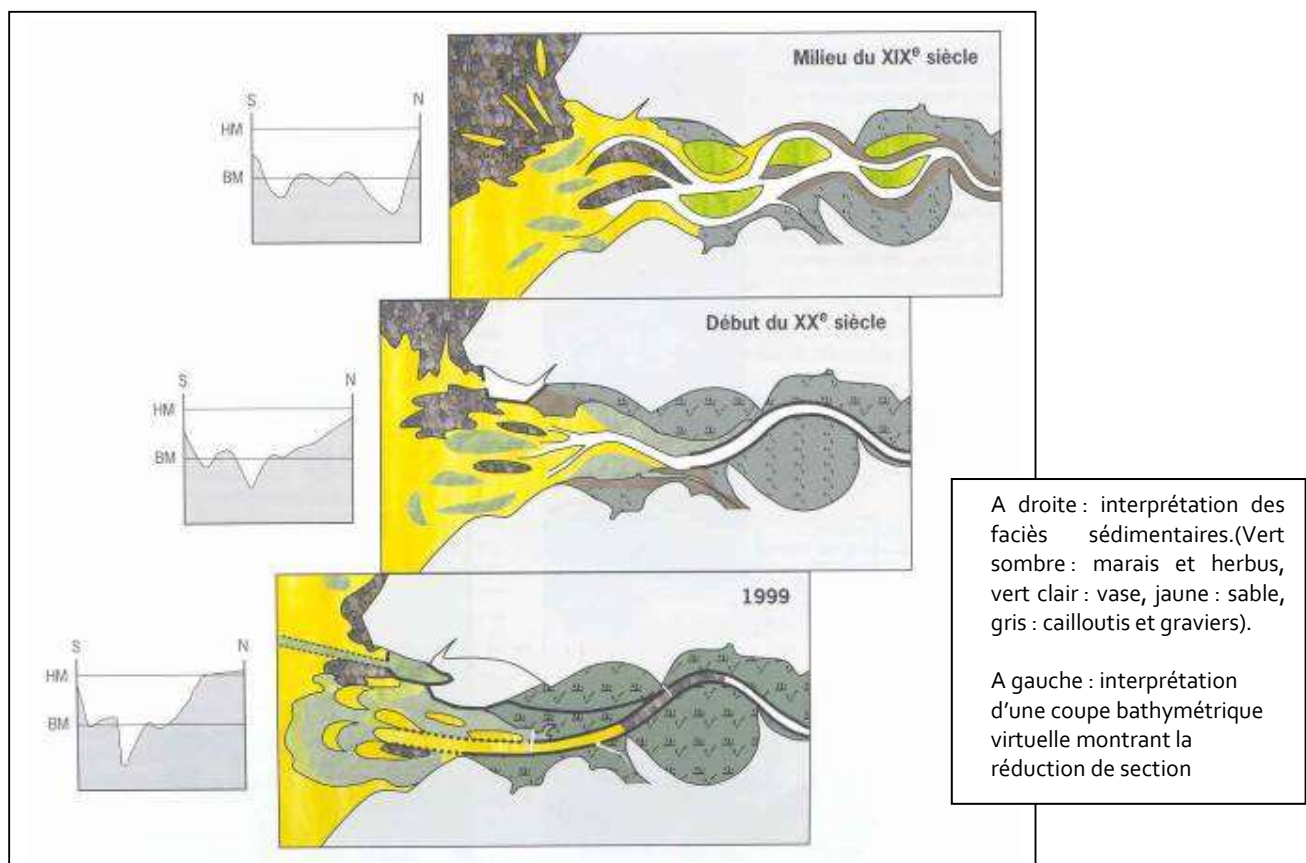 Milieu du XIXe siècle
S N
HM
BM
Début du XXe siècle
S N
HM
BM
1999
S N
HM
BM
?
A droite : interprétation des
faciès sédimentaires.(Vert
sombre : marais et herbus,
vert clair : vase, jaune : sable,
gris : cailloutis et graviers).
A gauche : interprétation
d'une coupe bathymétrique
virtuelle montrant la
réduction de section